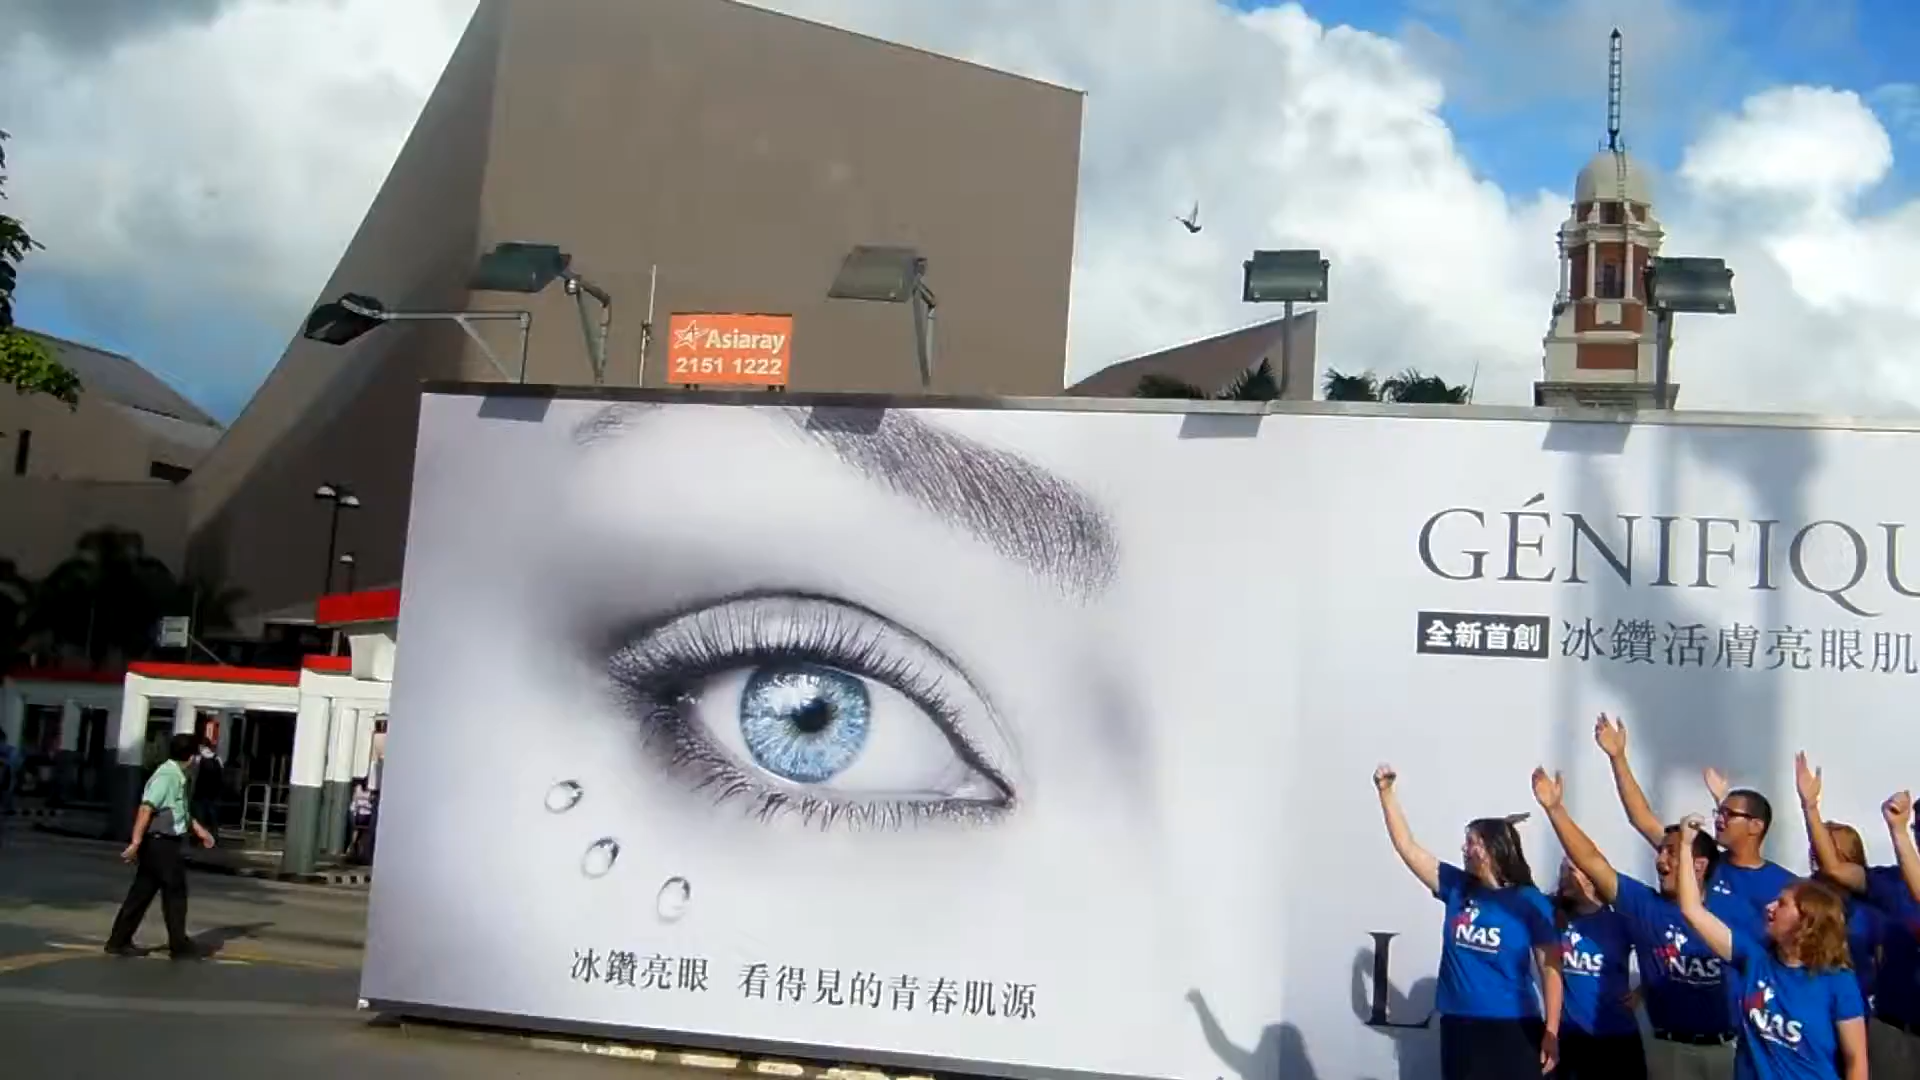 Asiaray
2151 1222
GÉNIFIQU
全新首創 冰鑽活膚亮眼肌
冰鑽亮眼 看得見的青春肌源
L
NAS
NAS
NAS
NAS